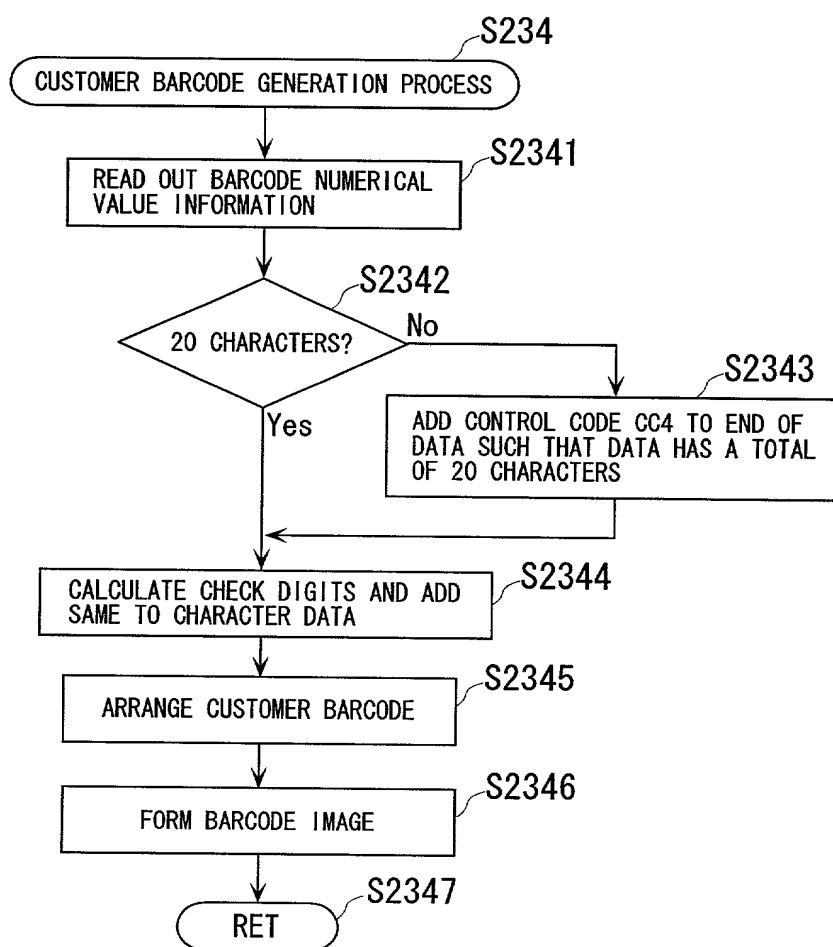 S234
CUSTOMER BARCODE GENERATION PROCESS
S2341
READ OUT BARCODE NUMERICAL
VALUE INFORMATION
S2342
20 CHARACTERS?
No
Yes
S2343
ADD CONTROL CODE CC4 TO END OF
DATA SUCH THAT DATA HAS A TOTAL
OF 20 CHARACTERS
S2344
CALCULATE CHECK DIGITS AND ADD
SAME TO CHARACTER DATA
S2345
ARRANGE CUSTOMER BARCODE
S2346
FORM BARCODE IMAGE
S2347
RET